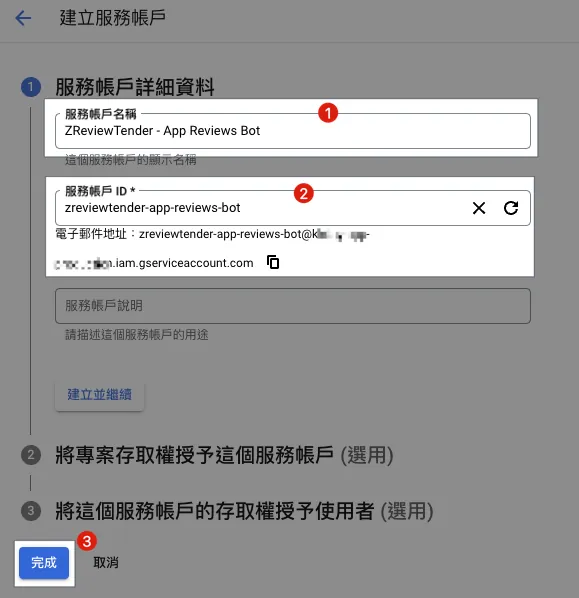 建立服務帳戶
1 服務帳戶詳細資料
服務帳戶名稱 1
ZReviewTender - App Reviews Bot
這個服務帳戶的顯示名稱
服務帳戶 ID * 2
zreviewtender-app-reviews-bot
電子郵件地址:zreviewtender-app-reviews-bot@
.iam.gserviceaccount.com
服務帳戶說明
請描述這個服務帳戶的用途
建立並繼續
2 將專案存取權授予這個服務帳戶 (選用)
3 將這個服務帳戶的存取權授予使用者 (選用)
3
完成 取消